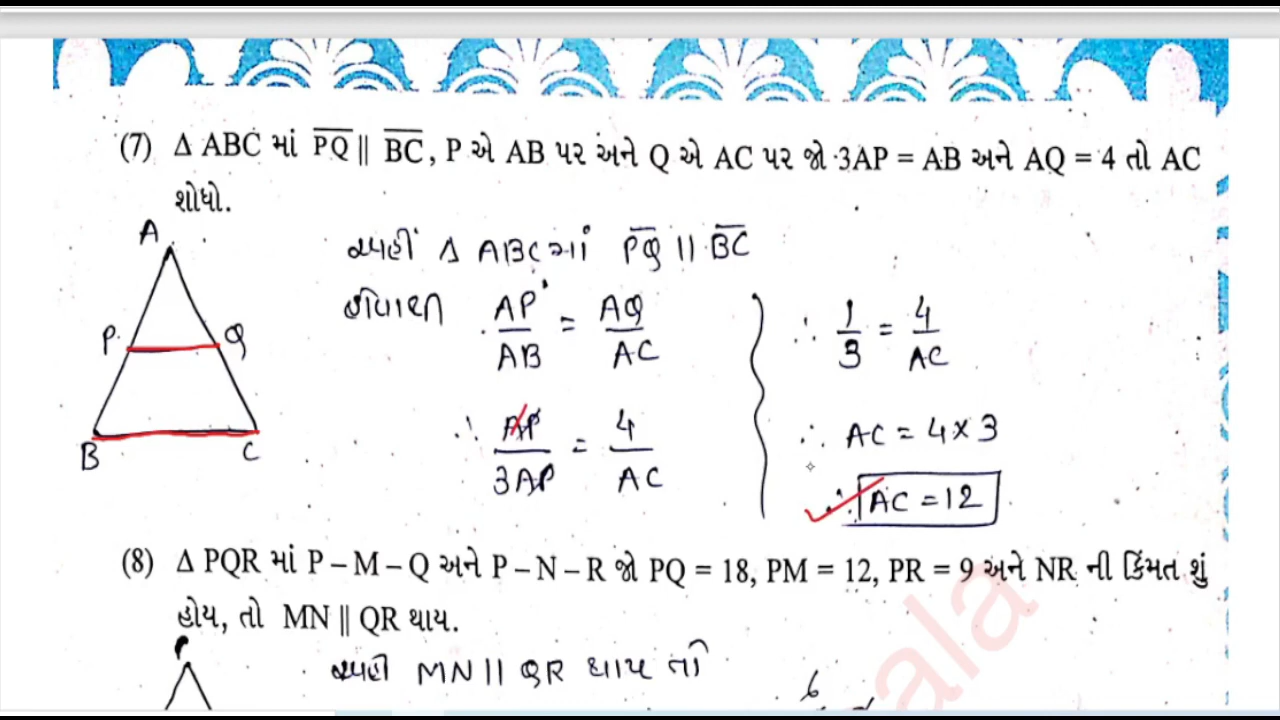 (7) Δ ABC માં PQ || BC, P એ AB પર અને Q એ AC પર જો 3AP = AB અને AQ = 4 તો AC
શોધો.
A
P
Q
B
C
અહીં Δ ABC માં PQ || BC
હોવાથી AP/AB = AQ/AC
∴ AP/3AP = 4/AC
∴ 1/3 = 4/AC
∴ AC = 4 × 3
∴ AC = 12
(8) Δ PQR માં P – M – Q અને P – N – R જો PQ = 18, PM = 12, PR = 9 અને NR ની કિંમત શું
હોય, તો MN || QR થાય.
અહીં MN || QR થાય તો
6